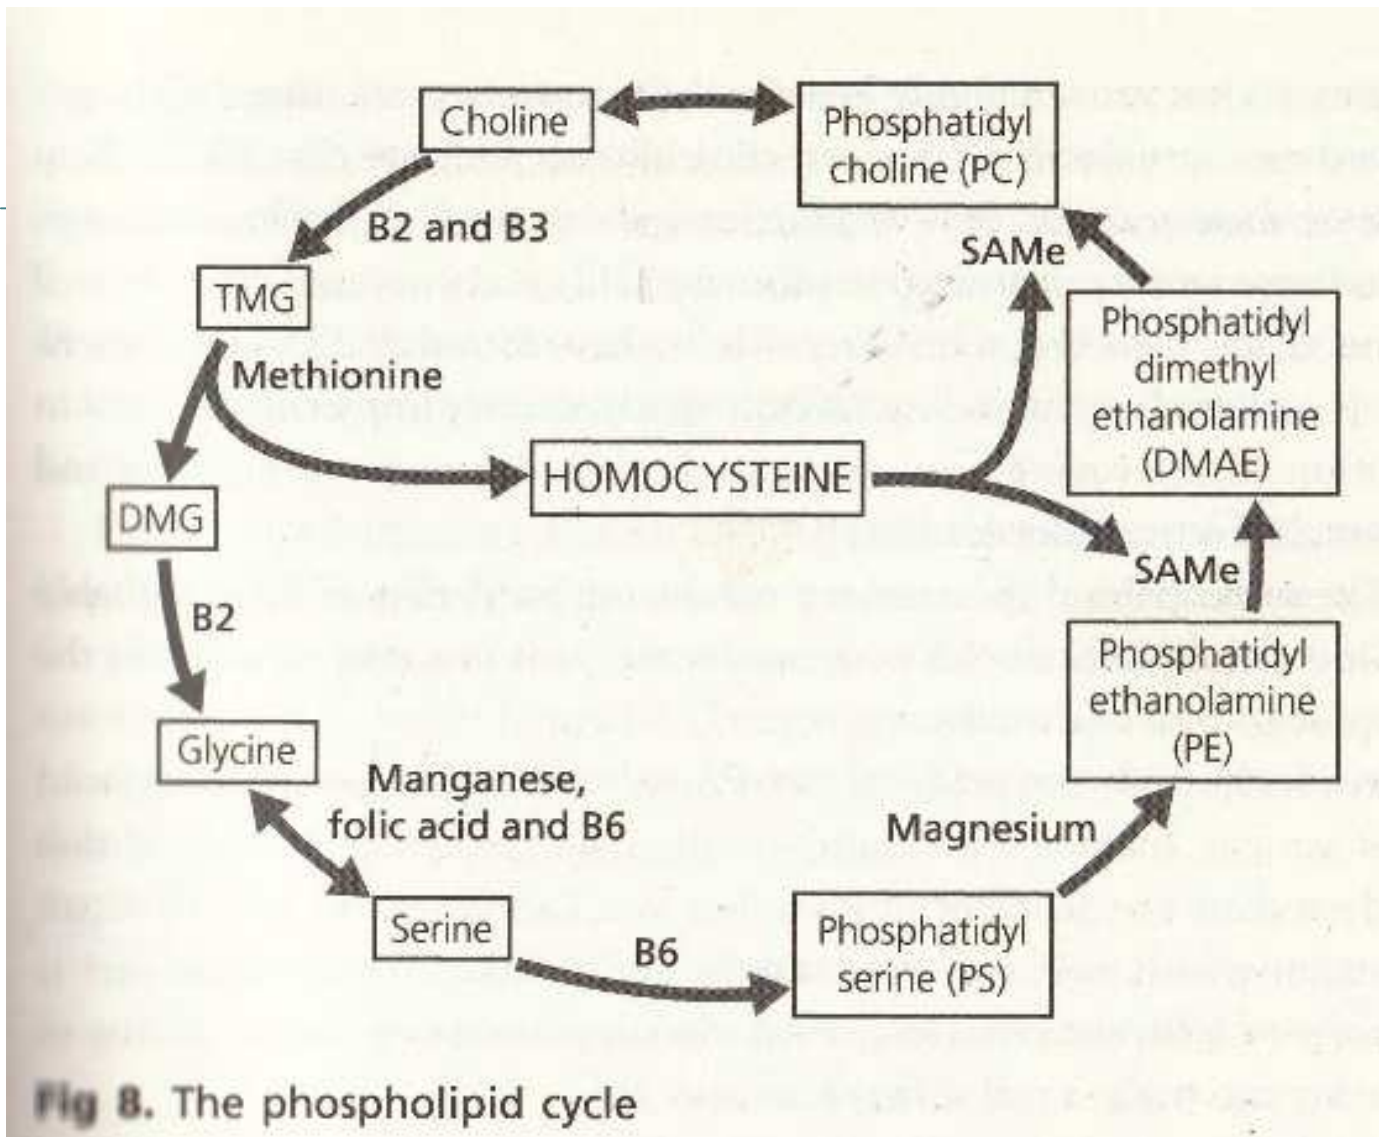 Choline
Phosphatidyl
choline (PC)
B2 and B3
SAMe
TMG
Phosphatidyl
dimethyl
ethanolamine
(DMAE)
Methionine
HOMOCYSTEINE
DMG
SAMe
B2
Phosphatidyl
ethanolamine
(PE)
Glycine
Manganese,
folic acid and B6
Magnesium
Serine
B6
Phosphatidyl
serine (PS)
Fig 8. The phospholipid cycle